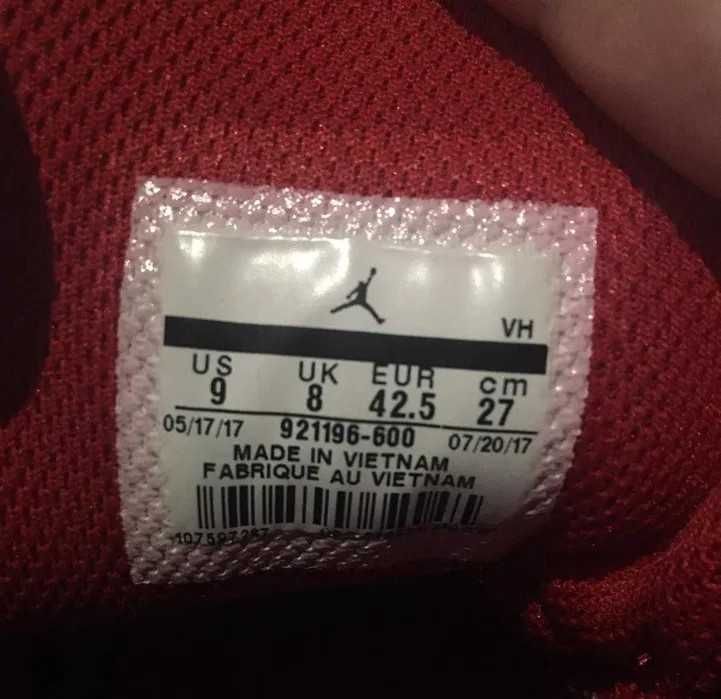 VH
US UK EUR cm
9 8 42.5 27
05/17/17 921196-600 07/20/17
MADE IN VIETNAM
FABRIQUE AU VIETNAM